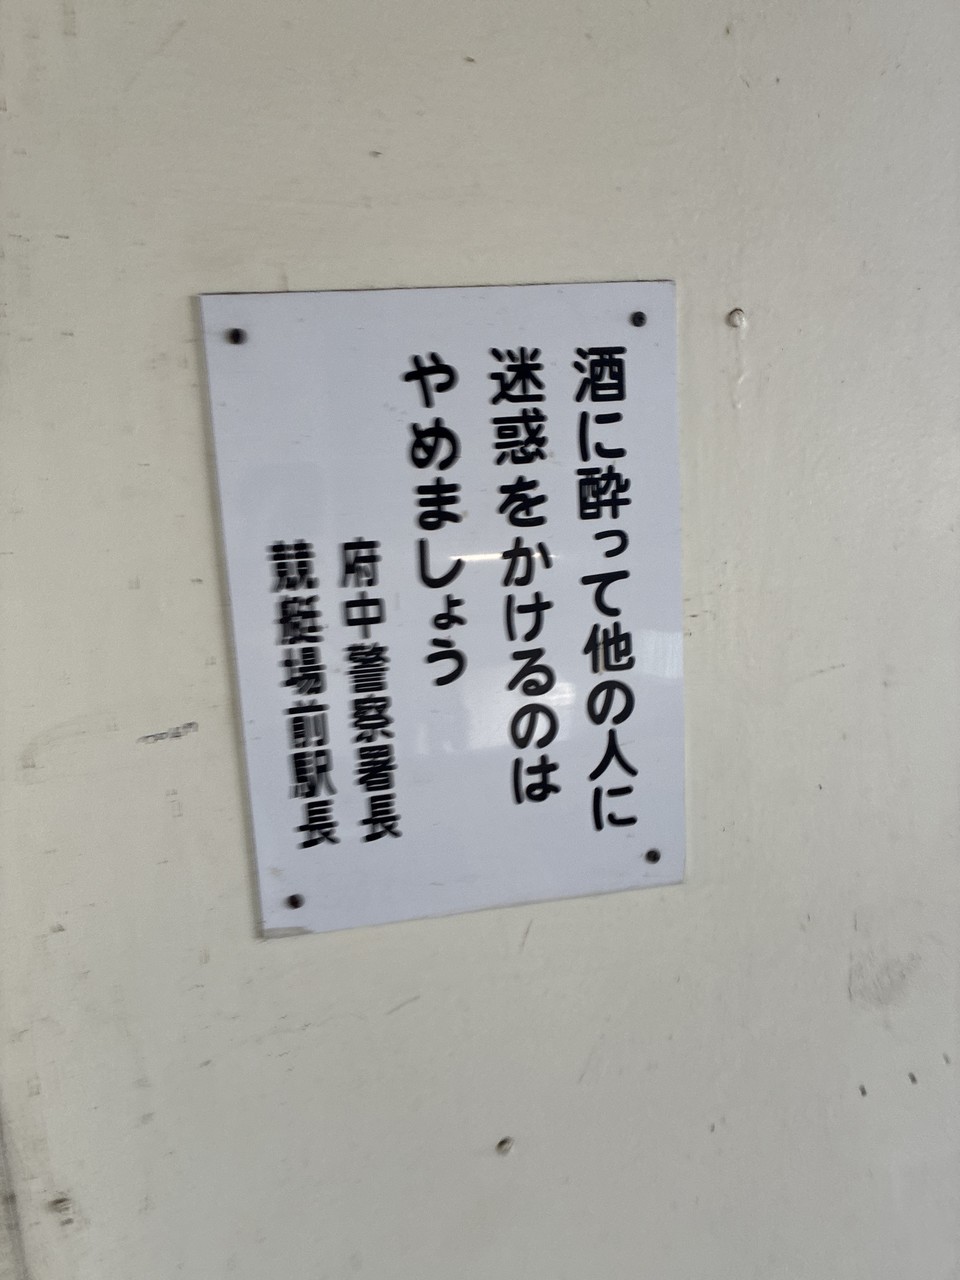 酒に酔って他の人に
迷惑をかけるのは
やめましょう
府中警察署長
競艇場前駅長